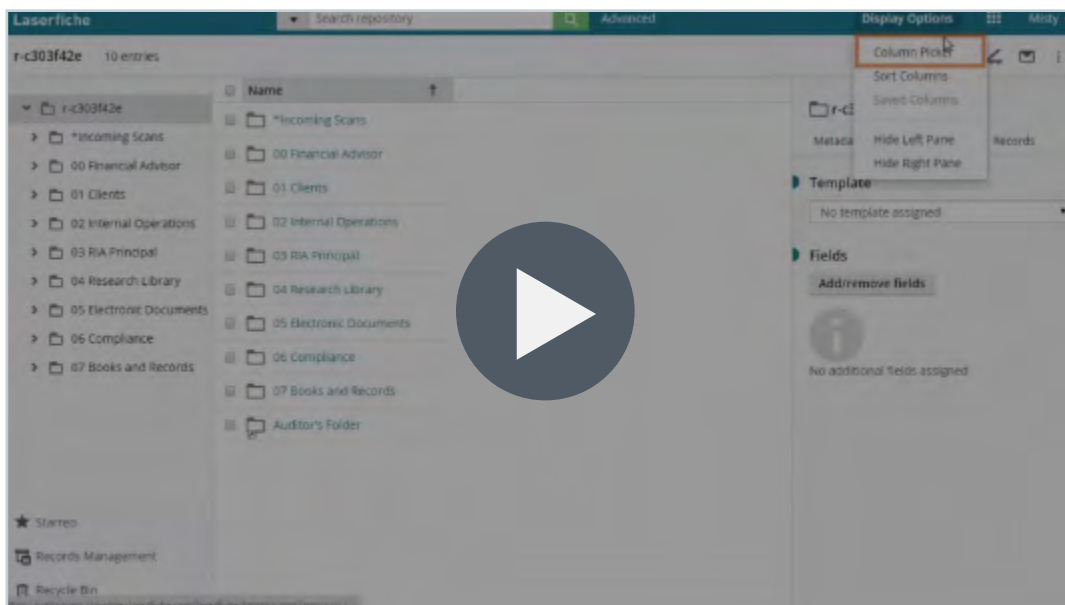 Laserfiche
Search repository
Advanced
Display Options
Misty
r-c303f42e 10 entries
Column Picker
Sort Columns
Saved Columns
Hide Left Pane
Hide Right Pane
r-c303f42e
*Incoming Scans
00 Financial Advisor
01 Clients
02 Internal Operations
03 RIA Principal
04 Research Library
05 Electronic Documents
06 Compliance
07 Books and Records
Starred
Records Management
Recycle Bin
Name
*Incoming Scans
00 Financial Advisor
01 Clients
02 Internal Operations
03 RIA Principal
04 Research Library
05 Electronic Documents
06 Compliance
07 Books and Records
Auditor's Folder
r-c3
Metada
Records
Template
No template assigned
Fields
Add/remove fields
No additional fields assigned